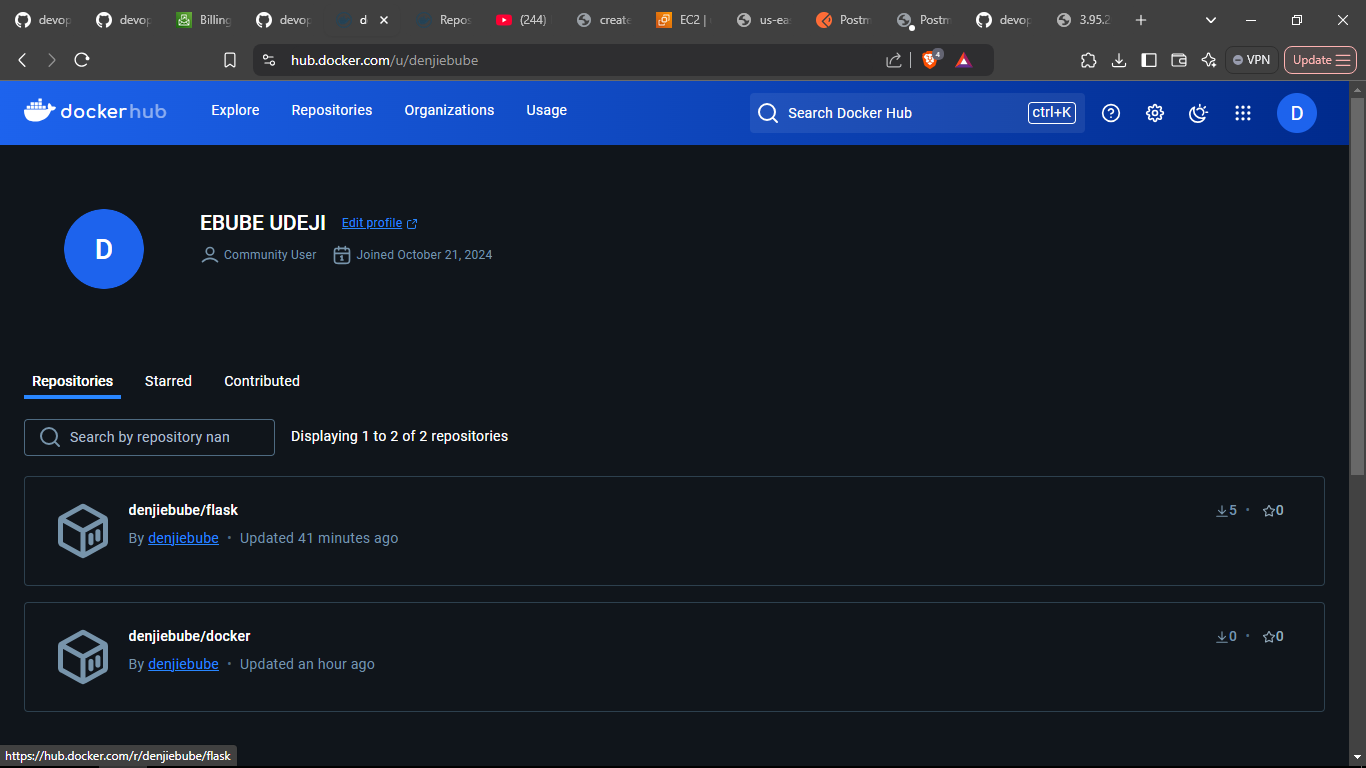 devop
devop
Billing
devop
d
Repos
(244)
create
EC2 |
us-eas
Postm
Postm
devop
3.95.2
hub.docker.com/u/denjiebube
4
VPN
Update
dockerhub
Explore
Repositories
Organizations
Usage
Search Docker Hub
ctrl+K
D
D
EBUBE UDEJI
Edit profile
Community User
1
Joined October 21, 2024
Repositories
Starred
Contributed
Search by repository nan
Displaying 1 to 2 of 2 repositories
denjiebube/flask
5 • 0
By denjiebube • Updated 41 minutes ago
denjiebube/docker
0 • 0
By denjiebube • Updated an hour ago
https://hub.docker.com/r/denjiebube/flask